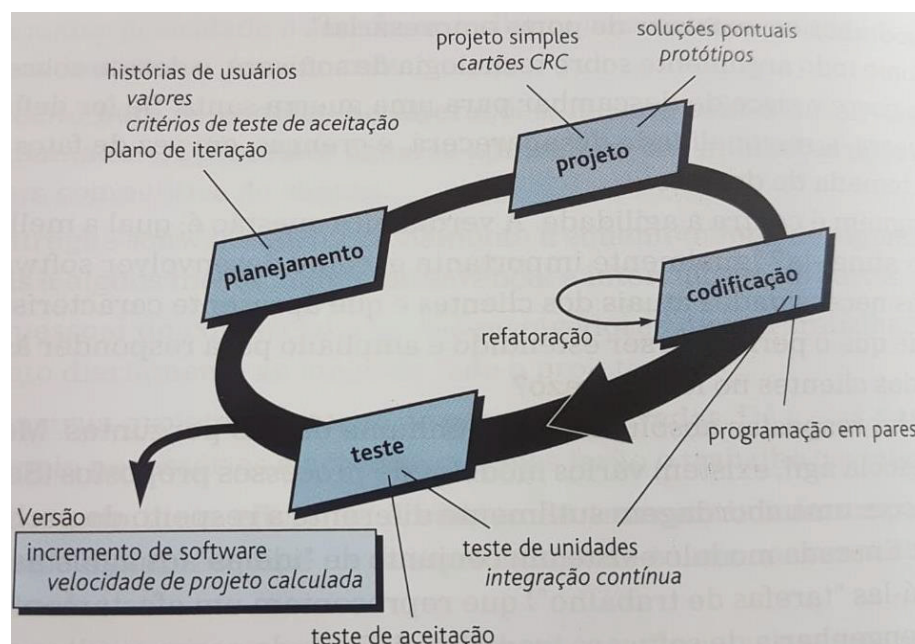 projeto simples
cartões CRC
soluções pontuais
protótipos
histórias de usuários
valores
critérios de teste de aceitação
plano de iteração
projeto
planejamento
codificação
refatoração
programação em pares
teste
Versão
incremento de software
velocidade de projeto calculada
teste de unidades
integração contínua
teste de aceitação